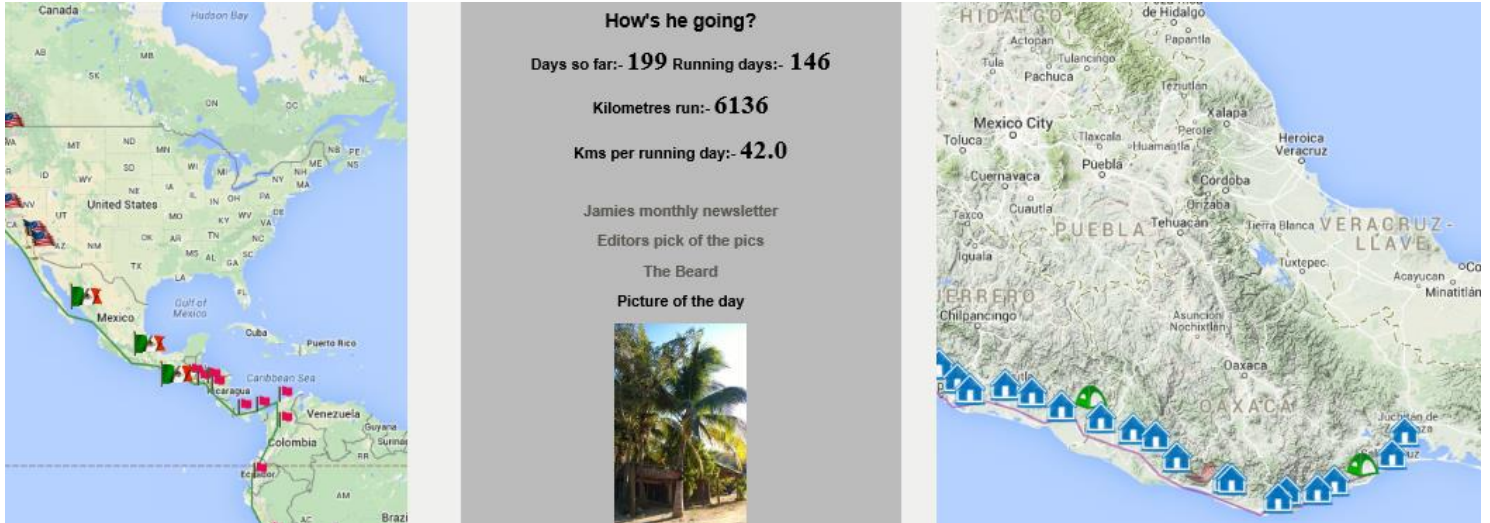 Canada
Hudson Bay
AB
MB
SK
NL
ON
QC
WA
MT
ND
MN
NB
PE
NS
ME
SD
WI
MI
NH
MA
ID
WY
NY
NE
IA
IL
IN
OH
PA
NV
UT
United States
MO
KY
WV
VA
DE
CA
AZ
NM
OK
AR
TN
NC
MS
AL
SC
GA
TX
LA
FL
Gulf of
Mexico
Mexico
Cuba
Puerto Rico
Caribbean Sea
Nicaragua
Venezuela
Guyana
Colombia
RR
Ecuador
AM
AC
How's he going?
Days so far:- 199 Running days:- 146
Kilometres run:- 6136
Kms per running day:- 42.0
Jamies monthly newsletter
Editors pick of the pics
The Beard
Picture of the day
HIDALGO
de Hidalgo
Actopan
Papantla
Tula
Tulancingo
Pachuca
Teziutlán
Xalapa
Mexico City
Perote
Heroica
Veracruz
Toluca
Tlaxcala
Huamantla
Puebla
Cuernavaca
Córdoba
Orizaba
Taxco
Cuautla
PUEBLA
Tehuacán
Tierra Blanca
VERACRUZ-
LLAVE
Iguala
Tuxtepec
Acayucan
Minatitlán
Chilpancingo
Asunción
Nochixtlán
Oaxaca
OAXACA
Juchitán de